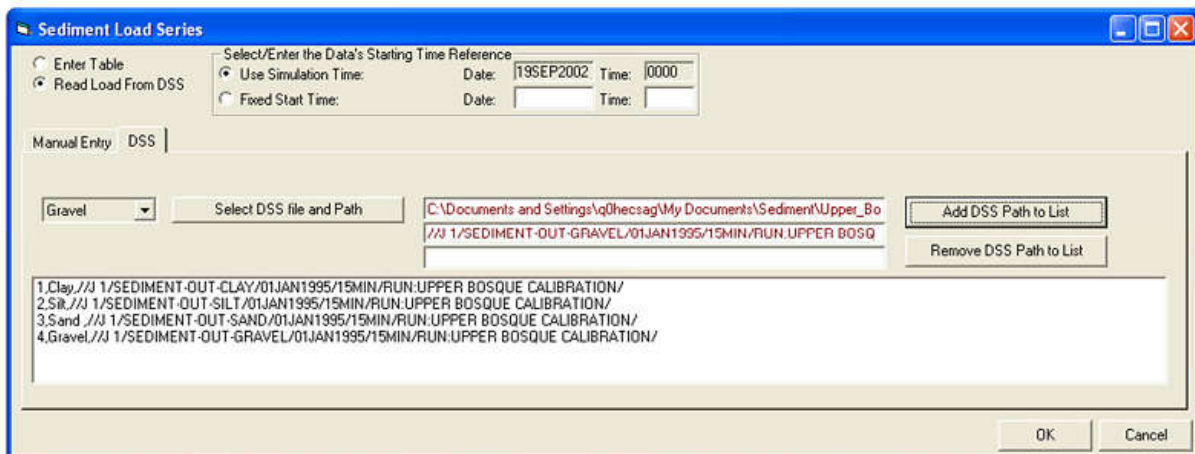 Sediment Load Series
Enter Table
Read Load From DSS
Select/Enter the Data's Starting Time Reference
Use Simulation Time: Date: 19SEP2002 Time: 0000
Fixed Start Time: Date: Time:
Manual Entry DSS
Gravel Select DSS file and Path C:\Documents and Settings\q0hecsag\My Documents\Sediment\Upper_Bo Add DSS Path to List
//J 1/SEDIMENT-OUT-GRAVEL/01JAN1995/15MIN/RUN:UPPER BOSQ
Remove DSS Path to List
1,Clay,//J 1/SEDIMENT-OUT-CLAY/01JAN1995/15MIN/RUN:UPPER BOSQUE CALIBRATION/
2,Silt,//J 1/SEDIMENT-OUT-SILT/01JAN1995/15MIN/RUN:UPPER BOSQUE CALIBRATION/
3,Sand ,//J 1/SEDIMENT-OUT-SAND/01JAN1995/15MIN/RUN:UPPER BOSQUE CALIBRATION/
4,Gravel,//J 1/SEDIMENT-OUT-GRAVEL/01JAN1995/15MIN/RUN:UPPER BOSQUE CALIBRATION/
OK Cancel